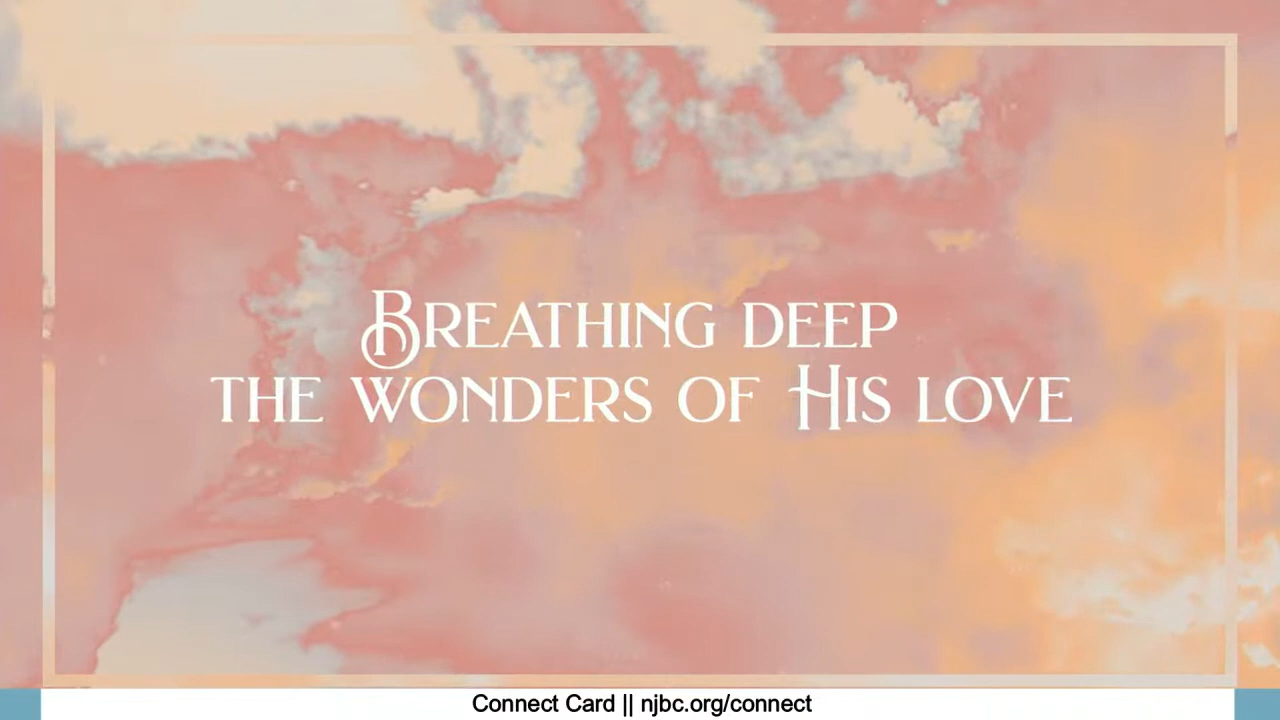 Breathing deep
the wonders of His love
Connect Card || njbc.org/connect